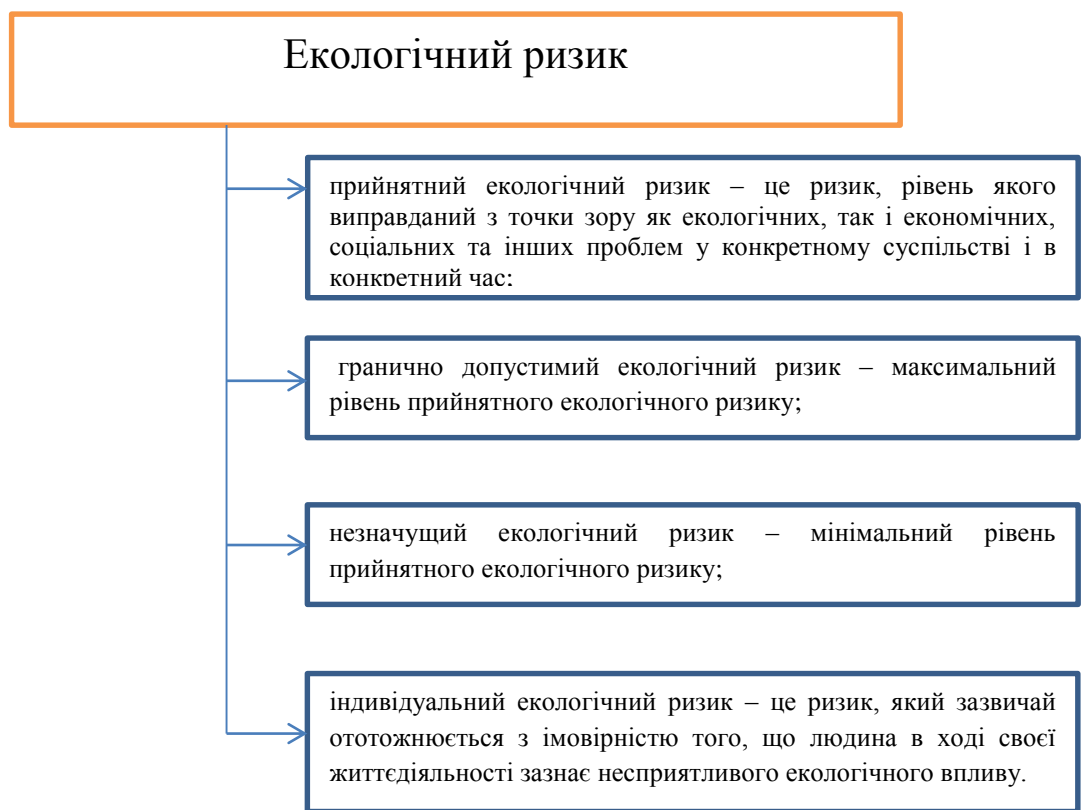 Екологічний ризик
прийнятний екологічний ризик – це ризик, рівень якого
виправданий з точки зору як екологічних, так і економічних,
соціальних та інших проблем у конкретному суспільстві і в
конкретний час;
гранично допустимий екологічний ризик – максимальний
рівень прийнятного екологічного ризику;
незначущий екологічний ризик – мінімальний рівень
прийнятного екологічного ризику;
індивідуальний екологічний ризик – це ризик, який зазвичай
ототожнюється з імовірністю того, що людина в ході своєї
життєдіяльності зазнає несприятливого екологічного впливу.